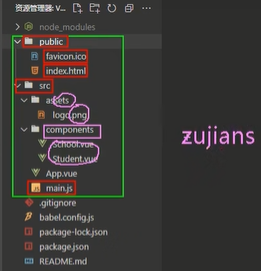 资源管理器: V...
node_modules
public
favicon.ico
index.html
src
assets
logo.png
components
School.vue
Student.vue
App.vue
main.js
.gitignore
babel.config.js
package-lock.json
package.json
README.md
zujians